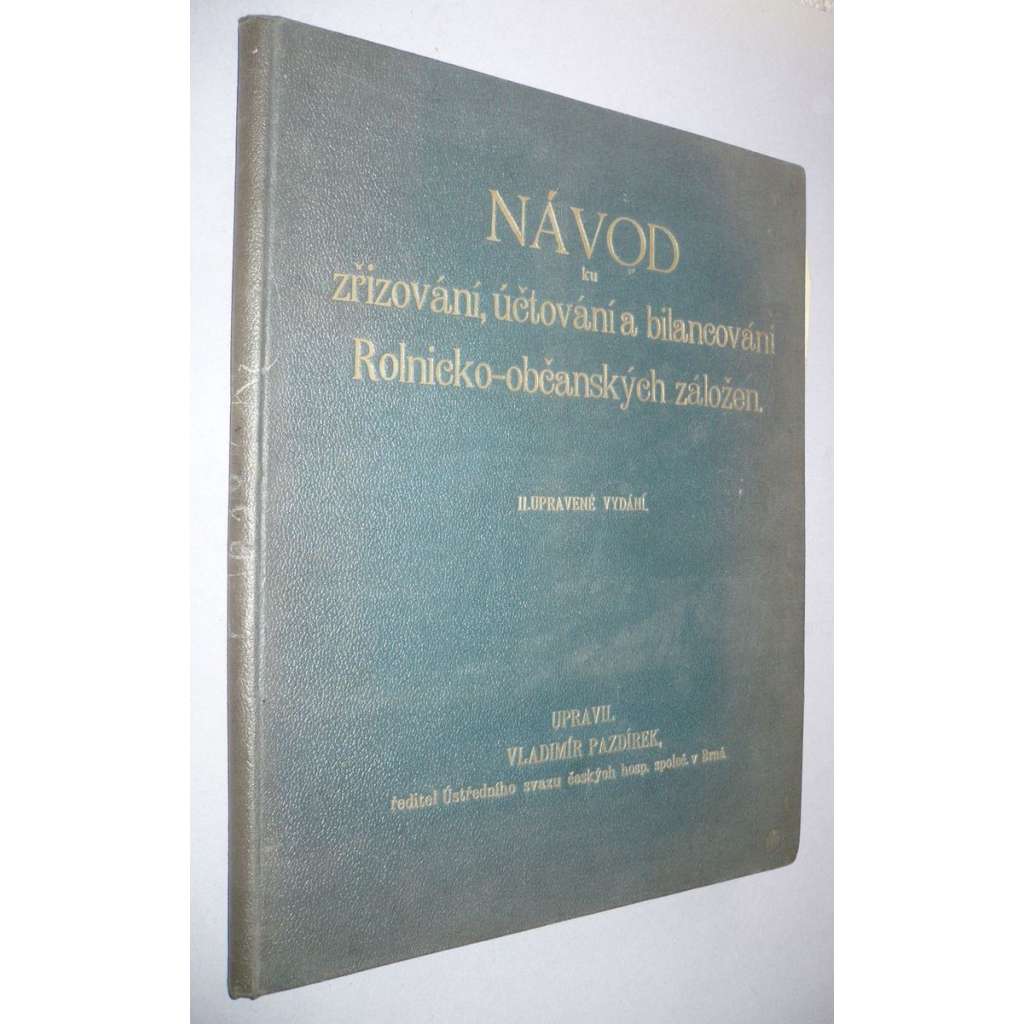 NÁVOD
ku
zřizování, účtování a bilancování
Rolnicko-občanských záložen.
II. UPRAVENÉ VYDÁNÍ.
UPRAVIL
VLADIMÍR PAZDÍREK,
ředitel Ústředního svazu českých hosp. společ. v Brně